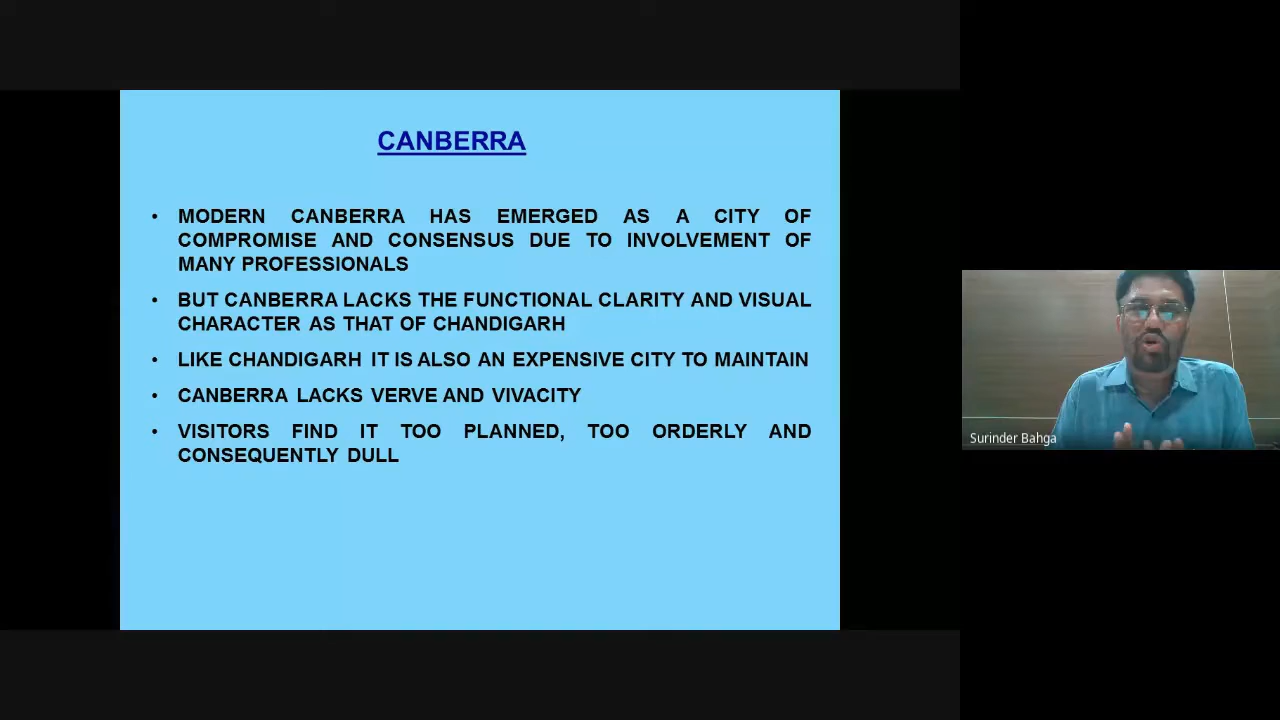 CANBERRA
• MODERN CANBERRA HAS EMERGED AS A CITY OF
COMPROMISE AND CONSENSUS DUE TO INVOLVEMENT OF
MANY PROFESSIONALS
• BUT CANBERRA LACKS THE FUNCTIONAL CLARITY AND VISUAL
CHARACTER AS THAT OF CHANDIGARH
• LIKE CHANDIGARH IT IS ALSO AN EXPENSIVE CITY TO MAINTAIN
• CANBERRA LACKS VERVE AND VIVACITY
• VISITORS FIND IT TOO PLANNED, TOO ORDERLY AND
CONSEQUENTLY DULL
Surinder Bahga